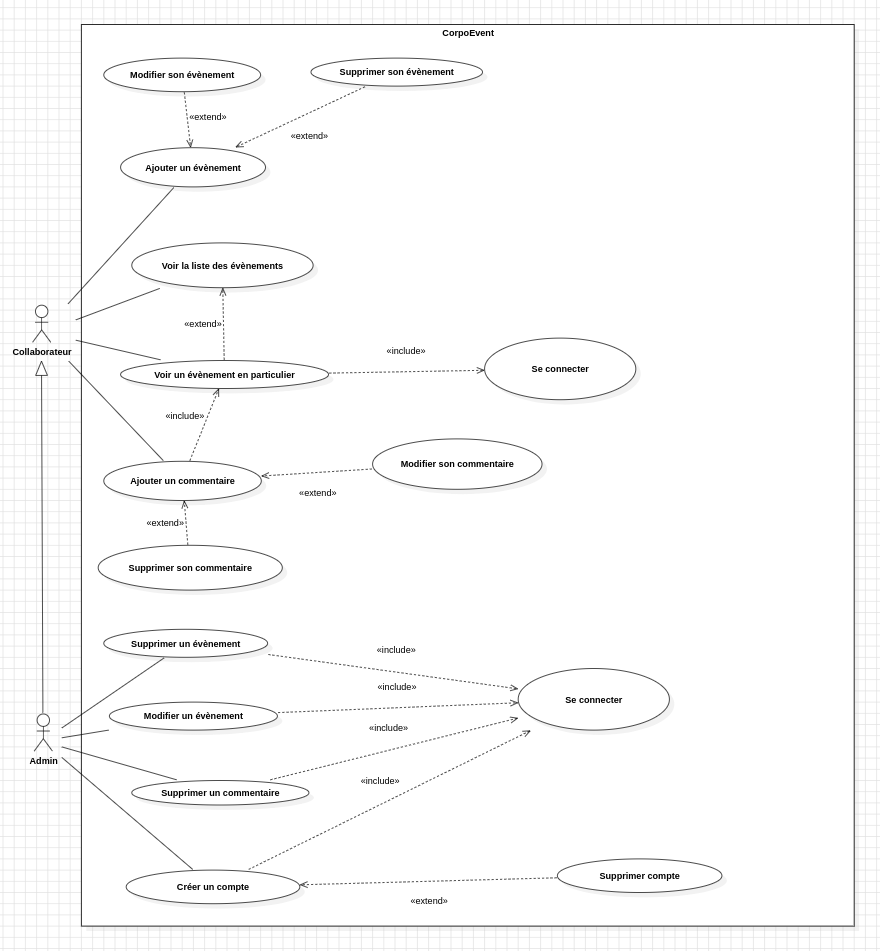 CorpoEvent
Modifier son évènement
Supprimer son évènement
«extend»
«extend»
Ajouter un évènement
Voir la liste des évènements
«extend»
Collaborateur
«include»
Voir un évènement en particulier
Se connecter
«include»
Ajouter un commentaire
Modifier son commentaire
«extend»
«extend»
Supprimer son commentaire
Supprimer un évènement
«include»
«include»
Se connecter
Modifier un évènement
«include»
Admin
«include»
Supprimer un commentaire
Créer un compte
Supprimer compte
«extend»